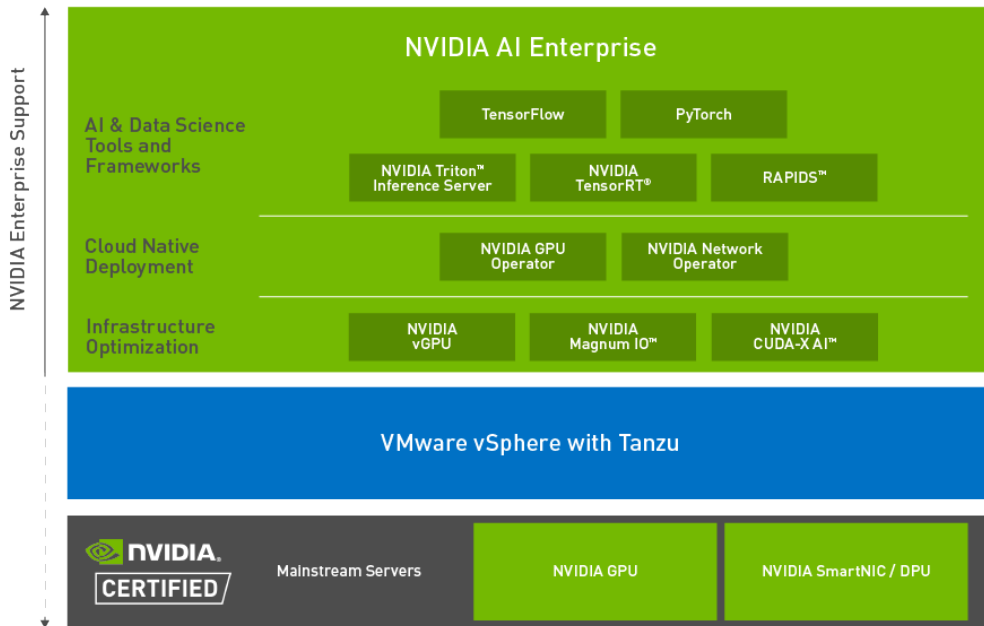 NVIDIA Enterprise Support
NVIDIA AI Enterprise
AI & Data Science
Tools and
Frameworks
TensorFlow
PyTorch
NVIDIA Triton™
Inference Server
NVIDIA
TensorRT®
RAPIDS™
Cloud Native
Deployment
NVIDIA GPU
Operator
NVIDIA Network
Operator
Infrastructure
Optimization
NVIDIA
vGPU
NVIDIA
Magnum IO™
NVIDIA
CUDA-X AI™
VMware vSphere with Tanzu
NVIDIA.
CERTIFIED
Mainstream Servers
NVIDIA GPU
NVIDIA SmartNIC / DPU